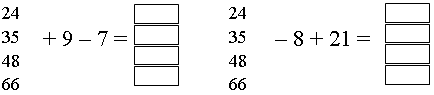 24 24
35 + 9 – 7 = 35 – 8 + 21 =
48 48
66 66